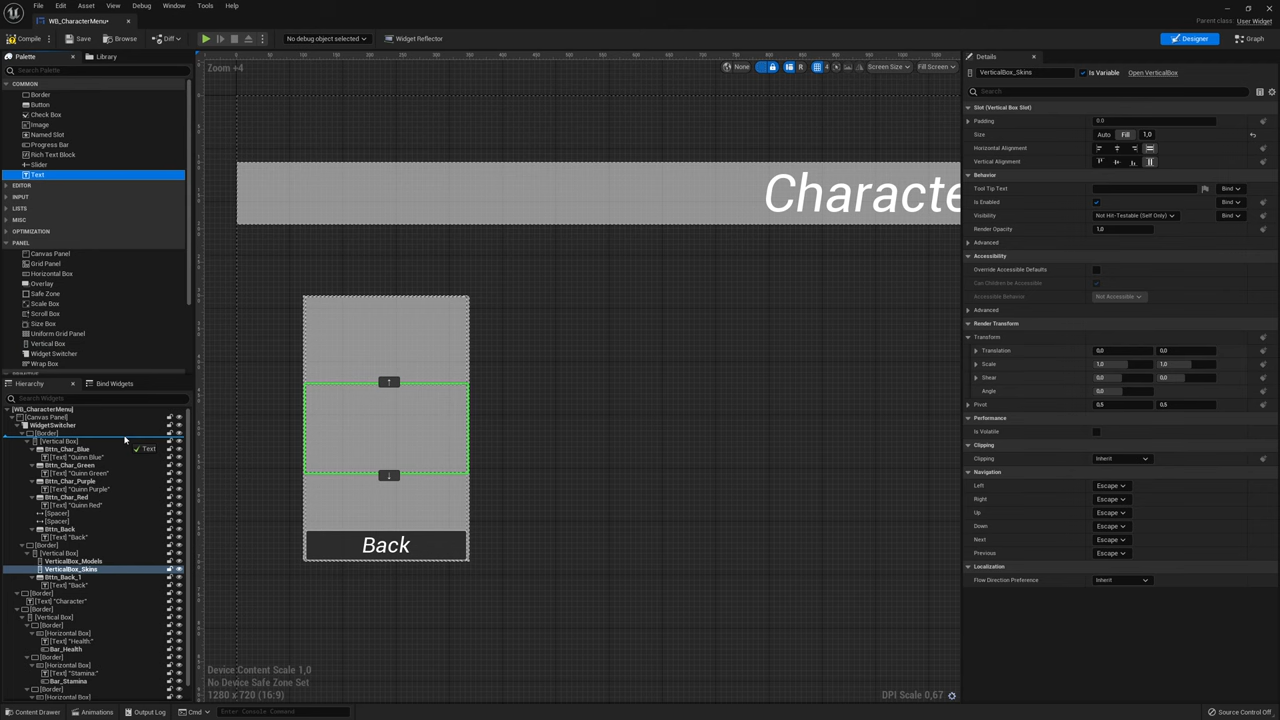 File Edit Asset View Debug Window Tools Help
WB_CharacterMenu•
Parent class: User Widget
Compile Save Browse Diff No debug object selected Widget Reflector Designer Graph
Palette Library
Search Palette
COMMON
Border
Button
Check Box
Image
Named Slot
Progress Bar
Rich Text Block
Slider
Text
EDITOR
INPUT
LISTS
MISC
OPTIMIZATION
PANEL
Canvas Panel
Grid Panel
Horizontal Box
Overlay
Safe Zone
Scale Box
Scroll Box
Size Box
Uniform Grid Panel
Vertical Box
Widget Switcher
Wrap Box
Hierarchy Bind Widgets
Search Widgets
[WB_CharacterMenu]
[Canvas Panel]
WidgetSwitcher
[Border]
[Vertical Box]
Bttn_Char_Blue
Text
[Text] "Quinn Blue"
Bttn_Char_Green
[Text] "Quinn Green"
Bttn_Char_Purple
[Text] "Quinn Purple"
Bttn_Char_Red
[Text] "Quinn Red"
[Spacer]
[Spacer]
Bttn_Back
[Text] "Back"
[Border]
[Vertical Box]
VerticalBox_Models
VerticalBox_Skins
Bttn_Back_1
[Text] "Back"
[Border]
[Text] "Character"
[Border]
[Vertical Box]
[Border]
[Horizontal Box]
[Text] "Health:"
Bar_Health
[Border]
[Horizontal Box]
[Text] "Stamina:"
Bar_Stamina
[Border]
[Horizontal Box]
Zoom +4
None R 4 Screen Size Fill Screen
Characte
Back
Device Content Scale 1,0
No Device Safe Zone Set
1280 x 720 (16:9)
DPI Scale 0,67
Details
VerticalBox_Skins Is Variable Open VerticalBox
Search
Slot (Vertical Box Slot)
Padding 0.0
Size Auto Fill 1,0
Horizontal Alignment
Vertical Alignment
Behavior
Tool Tip Text Bind
Is Enabled Bind
Visibility Not Hit-Testable (Self Only) Bind
Render Opacity 1,0
Advanced
Accessibility
Override Accessible Defaults
Can Children be Accessible
Accessible Behavior Not Accessible
Advanced
Render Transform
Transform
Translation 0,0 0,0
Scale 1,0 1,0
Shear 0,0 0,0
Angle 0,0
Pivot 0,5 0,5
Performance
Is Volatile
Clipping
Clipping Inherit
Navigation
Left Escape
Right Escape
Up Escape
Down Escape
Next Escape
Previous Escape
Localization
Flow Direction Preference Inherit
Content Drawer Animations Output Log Cmd Enter Console Command Source Control Off